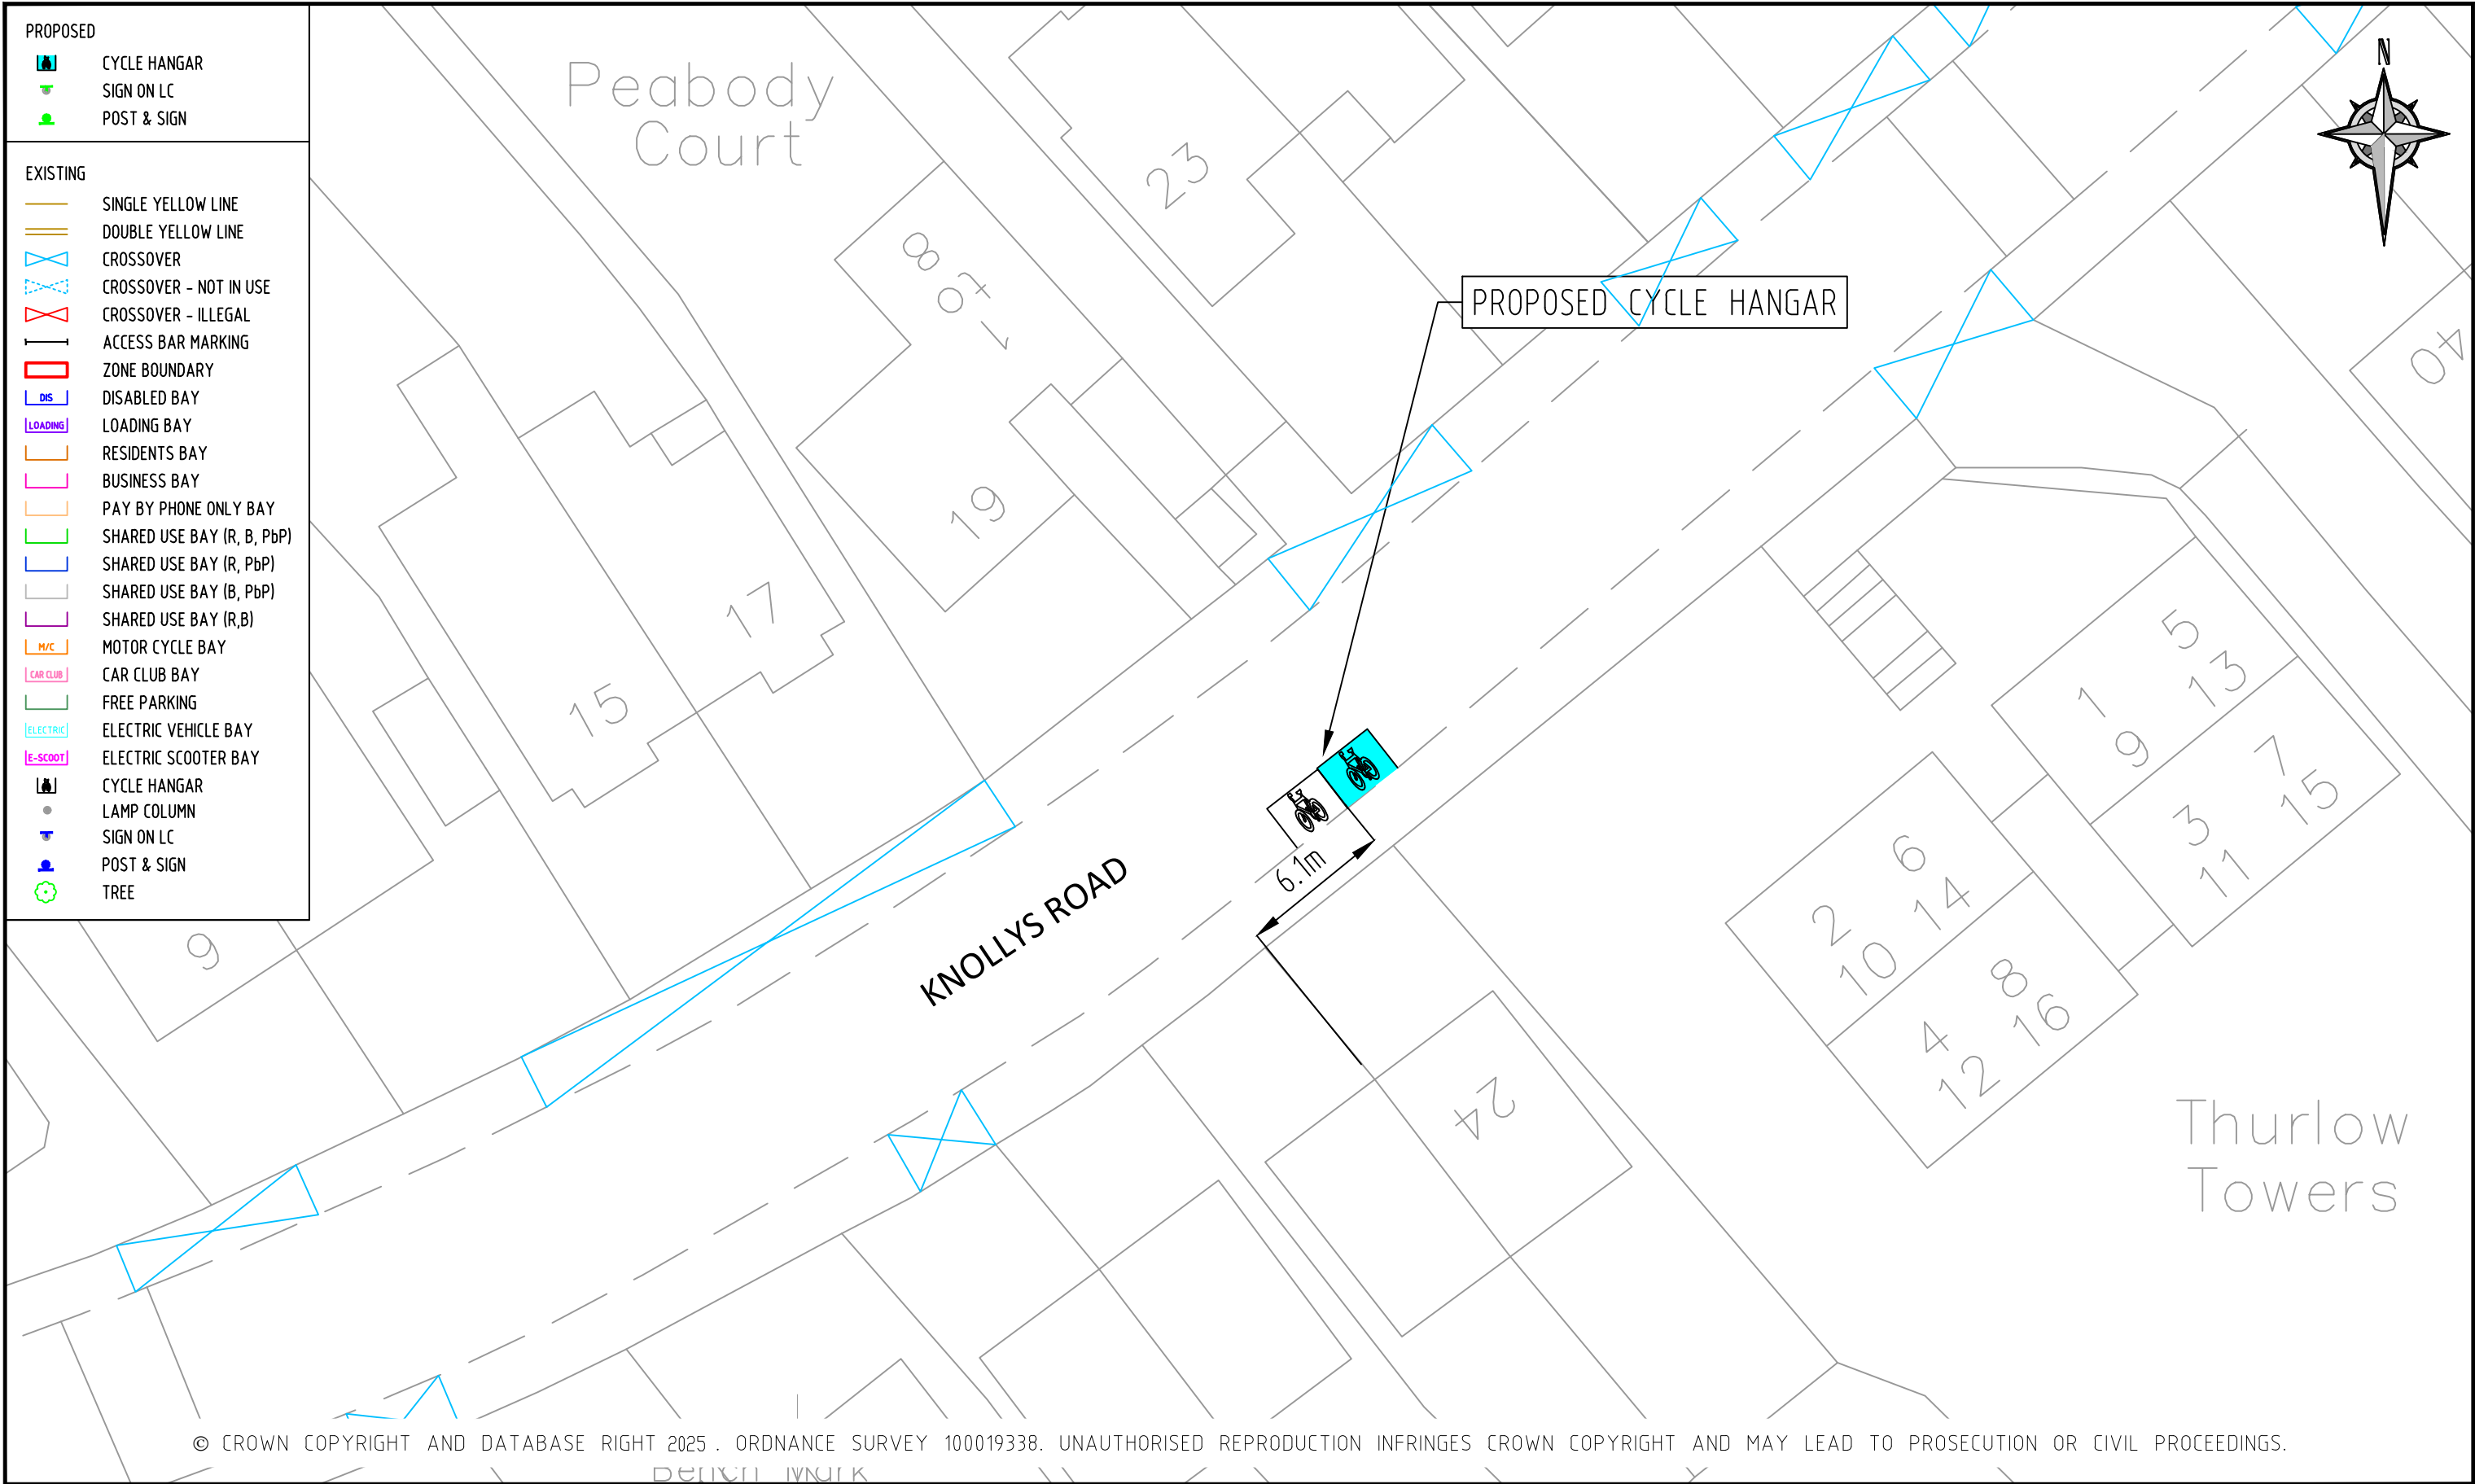 PROPOSED
CYCLE HANGAR
SIGN ON LC
POST & SIGN
EXISTING
SINGLE YELLOW LINE
DOUBLE YELLOW LINE
CROSSOVER
CROSSOVER - NOT IN USE
CROSSOVER - ILLEGAL
ACCESS BAR MARKING
ZONE BOUNDARY
DIS DISABLED BAY
LOADING LOADING BAY
RESIDENTS BAY
BUSINESS BAY
PAY BY PHONE ONLY BAY
SHARED USE BAY (R, B, PbP)
SHARED USE BAY (R, PbP)
SHARED USE BAY (B, PbP)
SHARED USE BAY (R,B)
M/C MOTOR CYCLE BAY
CAR CLUB CAR CLUB BAY
FREE PARKING
ELECTRIC ELECTRIC VEHICLE BAY
E-SCOOT ELECTRIC SCOOTER BAY
CYCLE HANGAR
LAMP COLUMN
SIGN ON LC
POST & SIGN
TREE
Peabody
Court
N
23
1 to 8
PROPOSED CYCLE HANGAR
40
19
17
15
9
6.1m
KNOLLYS ROAD
24
1 5
9 13
3 7
11 15
2 6
10 14
4 8
12 16
Thurlow
Towers
© CROWN COPYRIGHT AND DATABASE RIGHT 2025 . ORDNANCE SURVEY 100019338. UNAUTHORISED REPRODUCTION INFRINGES CROWN COPYRIGHT AND MAY LEAD TO PROSECUTION OR CIVIL PROCEEDINGS.
Bench Mark